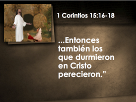 1 Corintios 15:16-18
...Entonces
también los
que durmieron
en Cristo
perecieron.”